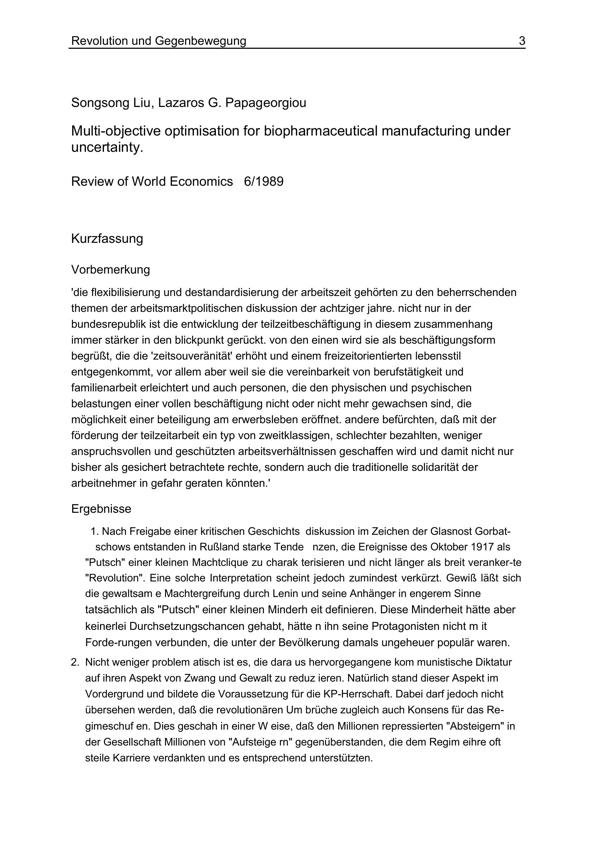 Revolution und Gegenbewegung 3
Songsong Liu, Lazaros G. Papageorgiou
Multi-objective optimisation for biopharmaceutical manufacturing under
uncertainty.
Review of World Economics 6/1989
Kurzfassung
Vorbemerkung
'die flexibilisierung und destandardisierung der arbeitszeit gehörten zu den beherrschenden
themen der arbeitsmarktpolitischen diskussion der achtziger jahre. nicht nur in der
bundesrepublik ist die entwicklung der teilzeitbeschäftigung in diesem zusammenhang
immer stärker in den blickpunkt gerückt. von den einen wird sie als beschäftigungsform
begrüßt, die die 'zeitsouveränität' erhöht und einem freizeitorientierten lebensstil
entgegenkommt, vor allem aber weil sie die vereinbarkeit von berufstätigkeit und
familienarbeit erleichtert und auch personen, die den physischen und psychischen
belastungen einer vollen beschäftigung nicht oder nicht mehr gewachsen sind, die
möglichkeit einer beteiligung am erwerbsleben eröffnet. andere befürchten, daß mit der
förderung der teilzeitarbeit ein typ von zweitklassigen, schlechter bezahlten, weniger
anspruchsvollen und geschützten arbeitsverhältnissen geschaffen wird und damit nicht nur
bisher als gesichert betrachtete rechte, sondern auch die traditionelle solidarität der
arbeitnehmer in gefahr geraten könnten.'
Ergebnisse
1. Nach Freigabe einer kritischen Geschichts diskussion im Zeichen der Glasnost Gorbat-
schows entstanden in Rußland starke Tende nzen, die Ereignisse des Oktober 1917 als
"Putsch" einer kleinen Machtclique zu charak terisieren und nicht länger als breit veranker-te
"Revolution". Eine solche Interpretation scheint jedoch zumindest verkürzt. Gewiß läßt sich
die gewaltsam e Machtergreifung durch Lenin und seine Anhänger in engerem Sinne
tatsächlich als "Putsch" einer kleinen Minderh eit definieren. Diese Minderheit hätte aber
keinerlei Durchsetzungschancen gehabt, hätte n ihn seine Protagonisten nicht m it
Forde-rungen verbunden, die unter der Bevölkerung damals ungeheuer populär waren.
2. Nicht weniger problem atisch ist es, die dara us hervorgegangene kom munistische Diktatur
auf ihren Aspekt von Zwang und Gewalt zu reduz ieren. Natürlich stand dieser Aspekt im
Vordergrund und bildete die Voraussetzung für die KP-Herrschaft. Dabei darf jedoch nicht
übersehen werden, daß die revolutionären Um brüche zugleich auch Konsens für das Re-
gimeschuf en. Dies geschah in einer W eise, daß den Millionen repressierten "Absteigern" in
der Gesellschaft Millionen von "Aufsteige rn" gegenüberstanden, die dem Regim eihre oft
steile Karriere verdankten und es entsprechend unterstützten.